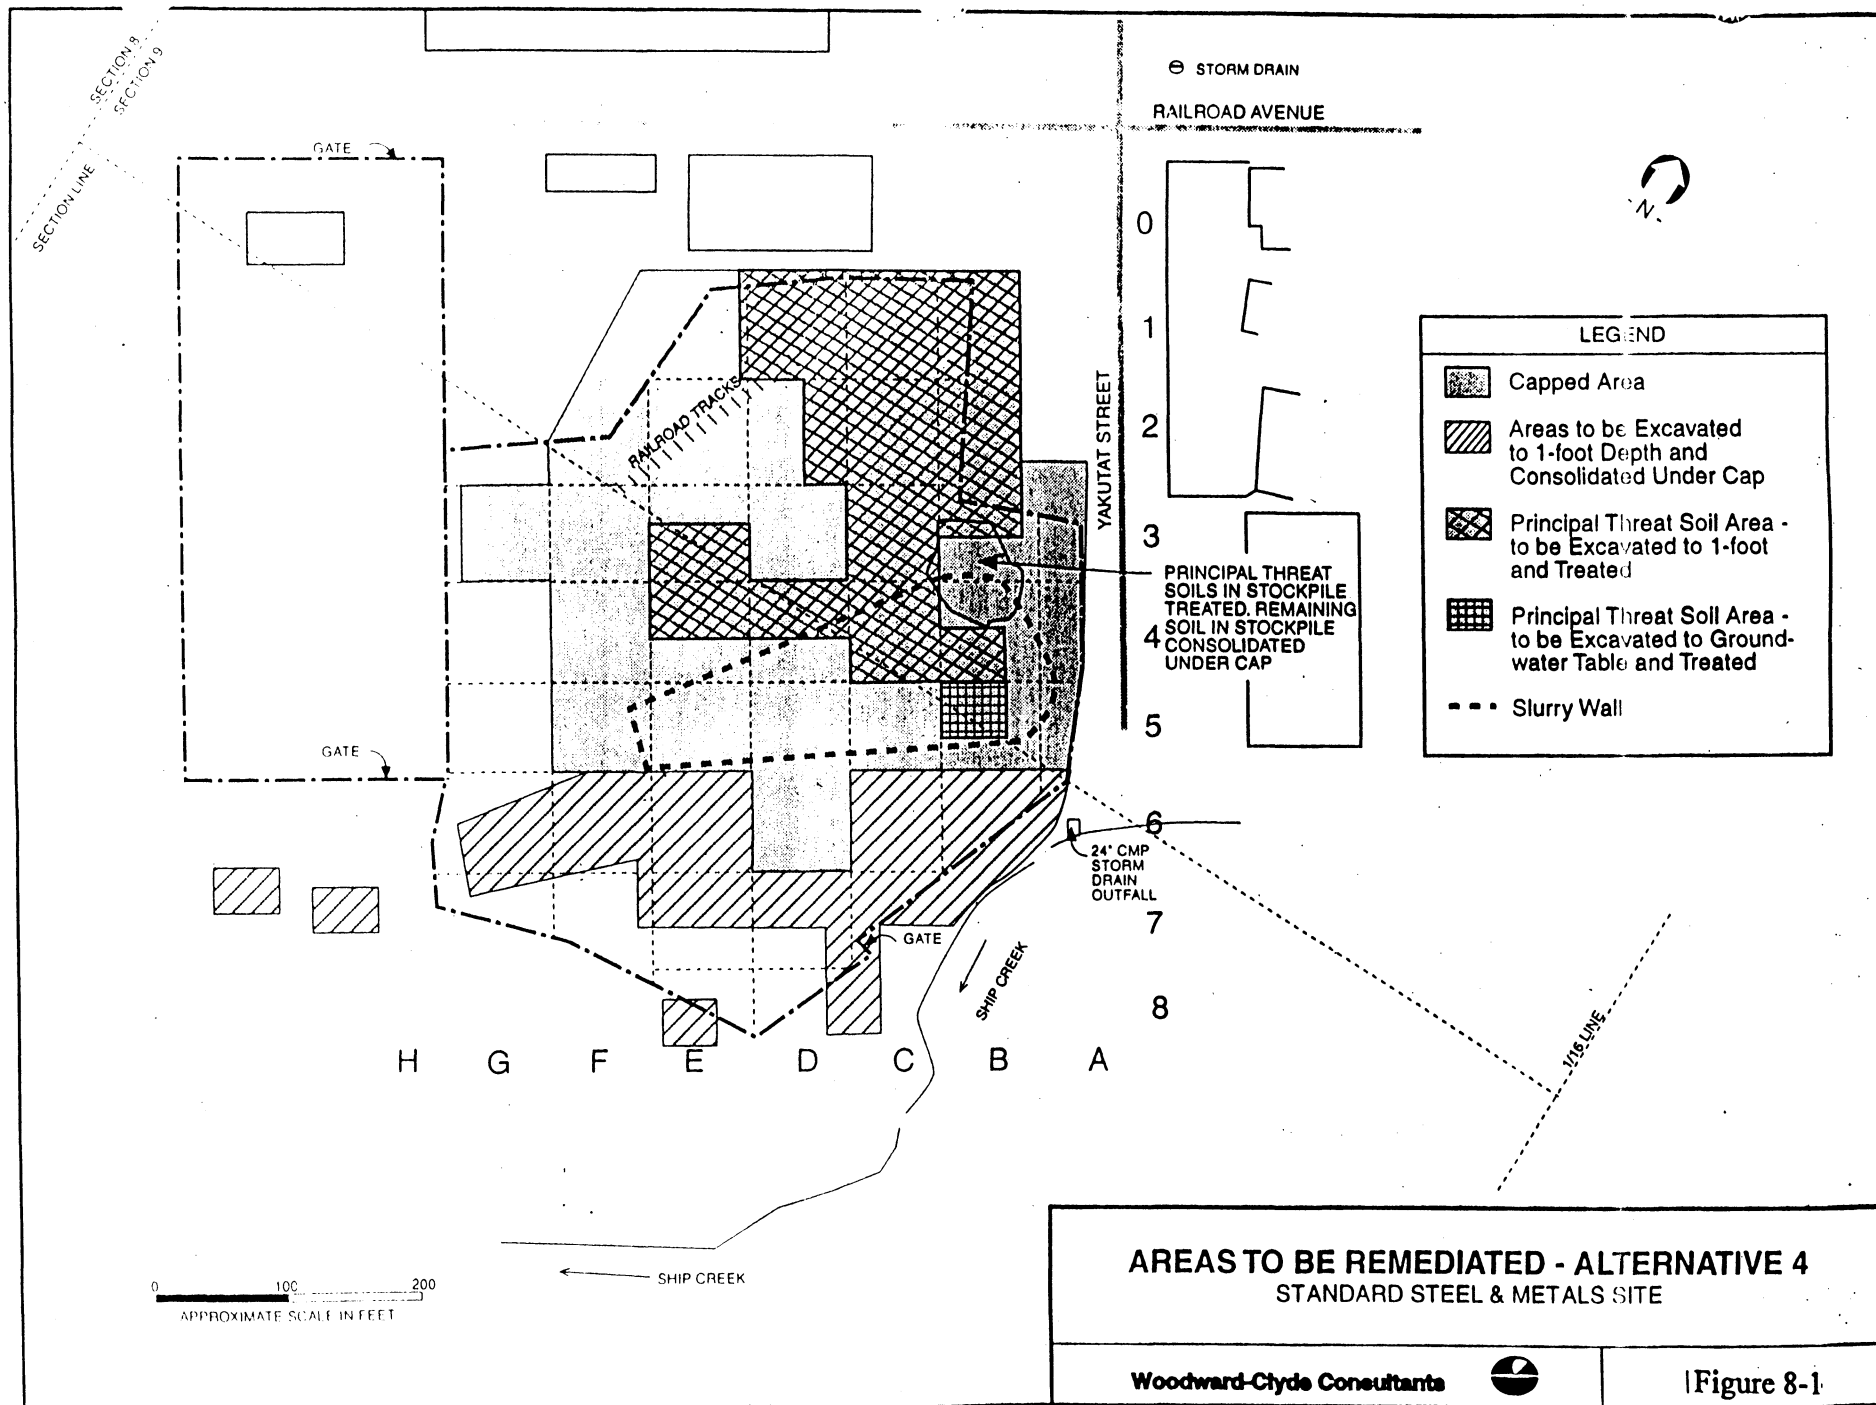 SECTION 8
SECTION 9
SECTION LINE
GATE
STORM DRAIN
RAILROAD AVENUE
N
0
1
2
3
4
5
6
7
8
YAKUTAT STREET
RAILROAD TRACKS
LEGEND
Capped Area
Areas to be Excavated
to 1-foot Depth and
Consolidated Under Cap
Principal Threat Soil Area -
to be Excavated to 1-foot
and Treated
Principal Threat Soil Area -
to be Excavated to Ground-
water Table and Treated
Slurry Wall
PRINCIPAL THREAT
SOILS IN STOCKPILE
TREATED. REMAINING
SOIL IN STOCKPILE
CONSOLIDATED
UNDER CAP
GATE
24" CMP
STORM
DRAIN
OUTFALL
GATE
SHIP CREEK
1/16 LINE
H G F E D C B A
SHIP CREEK
0 100 200
APPROXIMATE SCALE IN FEET
AREAS TO BE REMEDIATED - ALTERNATIVE 4
STANDARD STEEL & METALS SITE
Woodward-Clyde Consultants
Figure 8-1